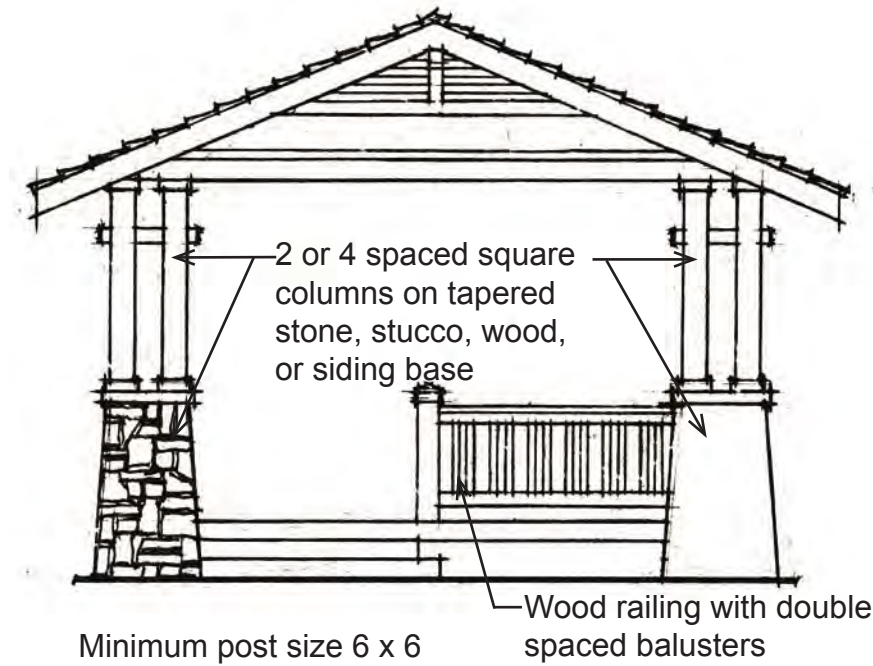 2 or 4 spaced square
columns on tapered
stone, stucco, wood,
or siding base
Wood railing with double
spaced balusters
Minimum post size 6 x 6